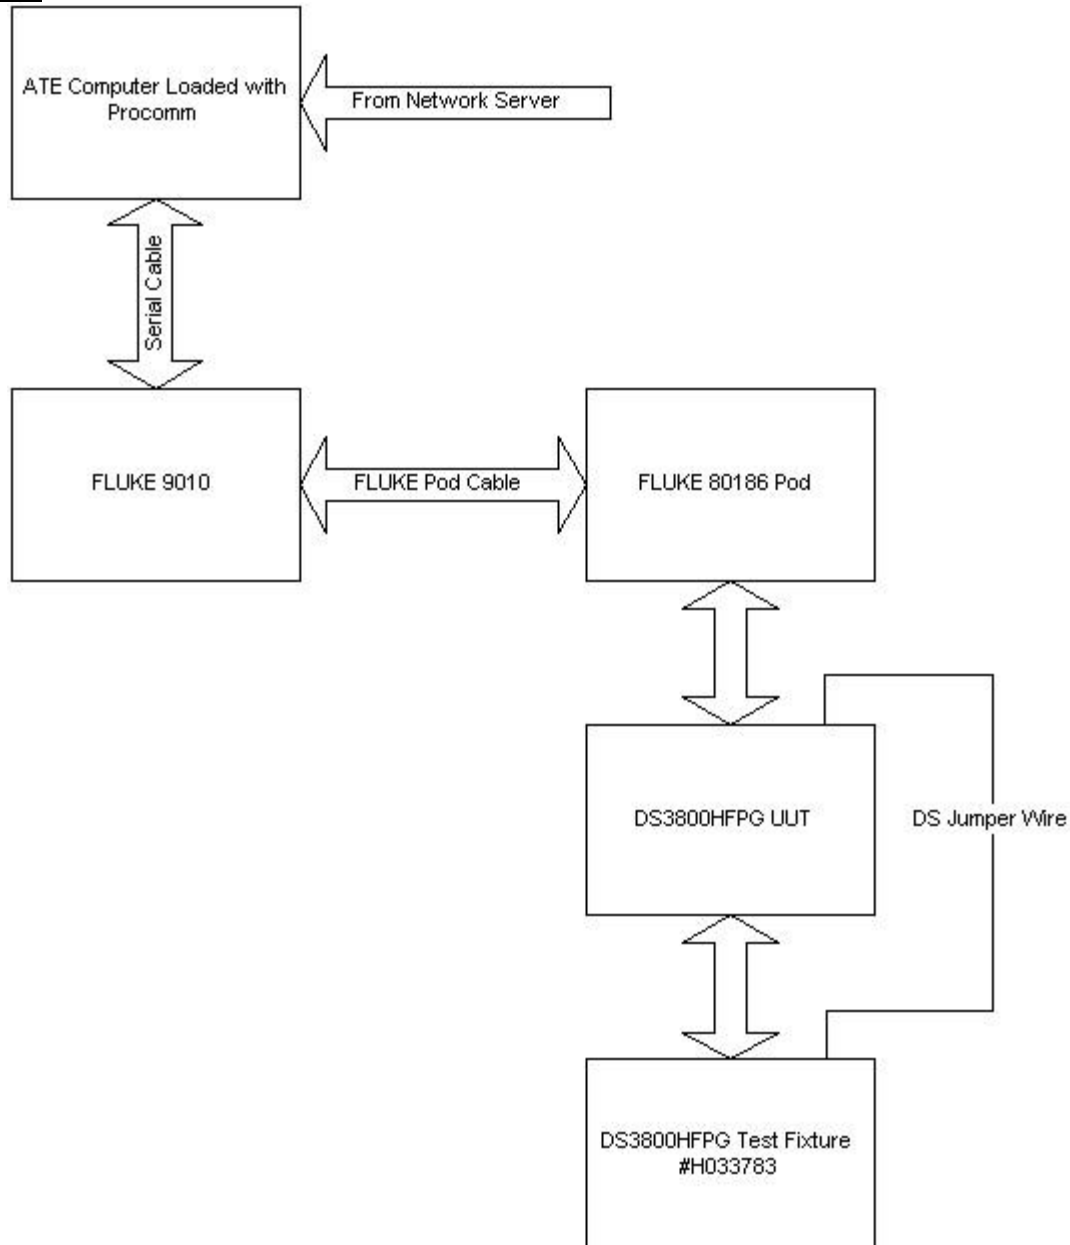 ATE Computer Loaded with
Procomm
From Network Server
Serial Cable
FLUKE 9010
FLUKE Pod Cable
FLUKE 80186 Pod
DS3800HFPG UUT
DS Jumper Wire
DS3800HFPG Test Fixture
#H033783